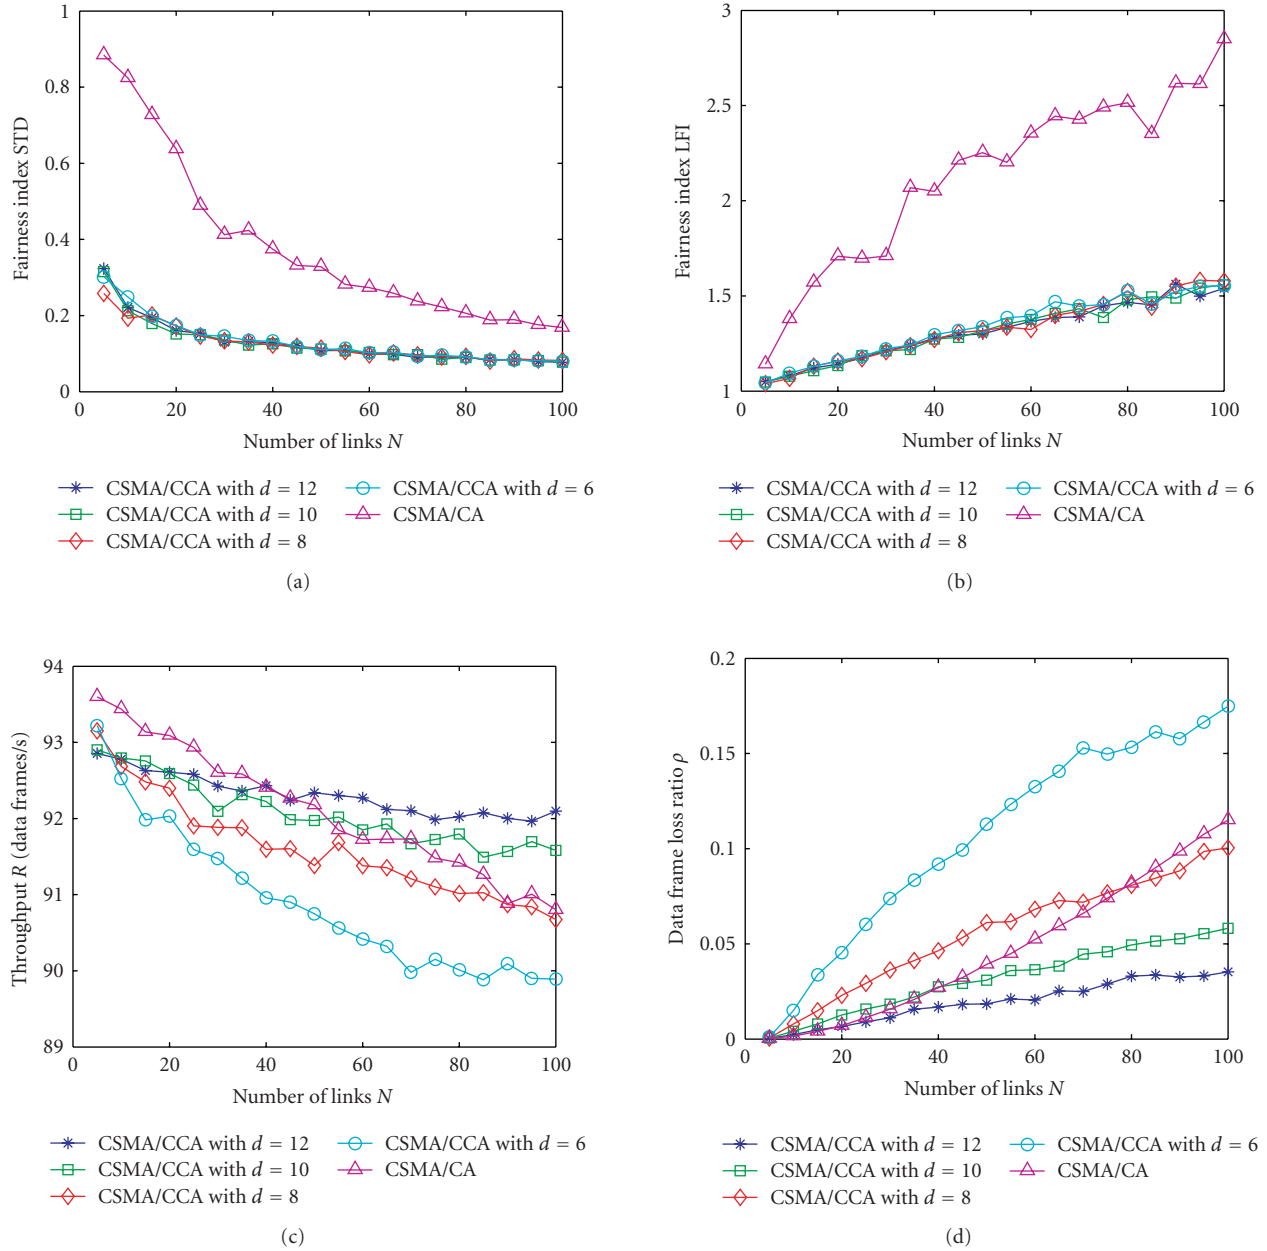 1
0.8
0.6
0.4
0.2
0
Fairness index STD
0 20 40 60 80 100
Number of links N
CSMA/CCA with d = 12
CSMA/CCA with d = 10
CSMA/CCA with d = 8
CSMA/CCA with d = 6
CSMA/CA
(a)
3
2.5
2
1.5
1
Fairness index LFI
0 20 40 60 80 100
Number of links N
CSMA/CCA with d = 12
CSMA/CCA with d = 10
CSMA/CCA with d = 8
CSMA/CCA with d = 6
CSMA/CA
(b)
94
93
92
91
90
89
Throughput R (data frames/s)
0 20 40 60 80 100
Number of links N
CSMA/CCA with d = 12
CSMA/CCA with d = 10
CSMA/CCA with d = 8
CSMA/CCA with d = 6
CSMA/CA
(c)
0.2
0.15
0.1
0.05
0
Data frame loss ratio ρ
0 20 40 60 80 100
Number of links N
CSMA/CCA with d = 12
CSMA/CCA with d = 10
CSMA/CCA with d = 8
CSMA/CCA with d = 6
CSMA/CA
(d)